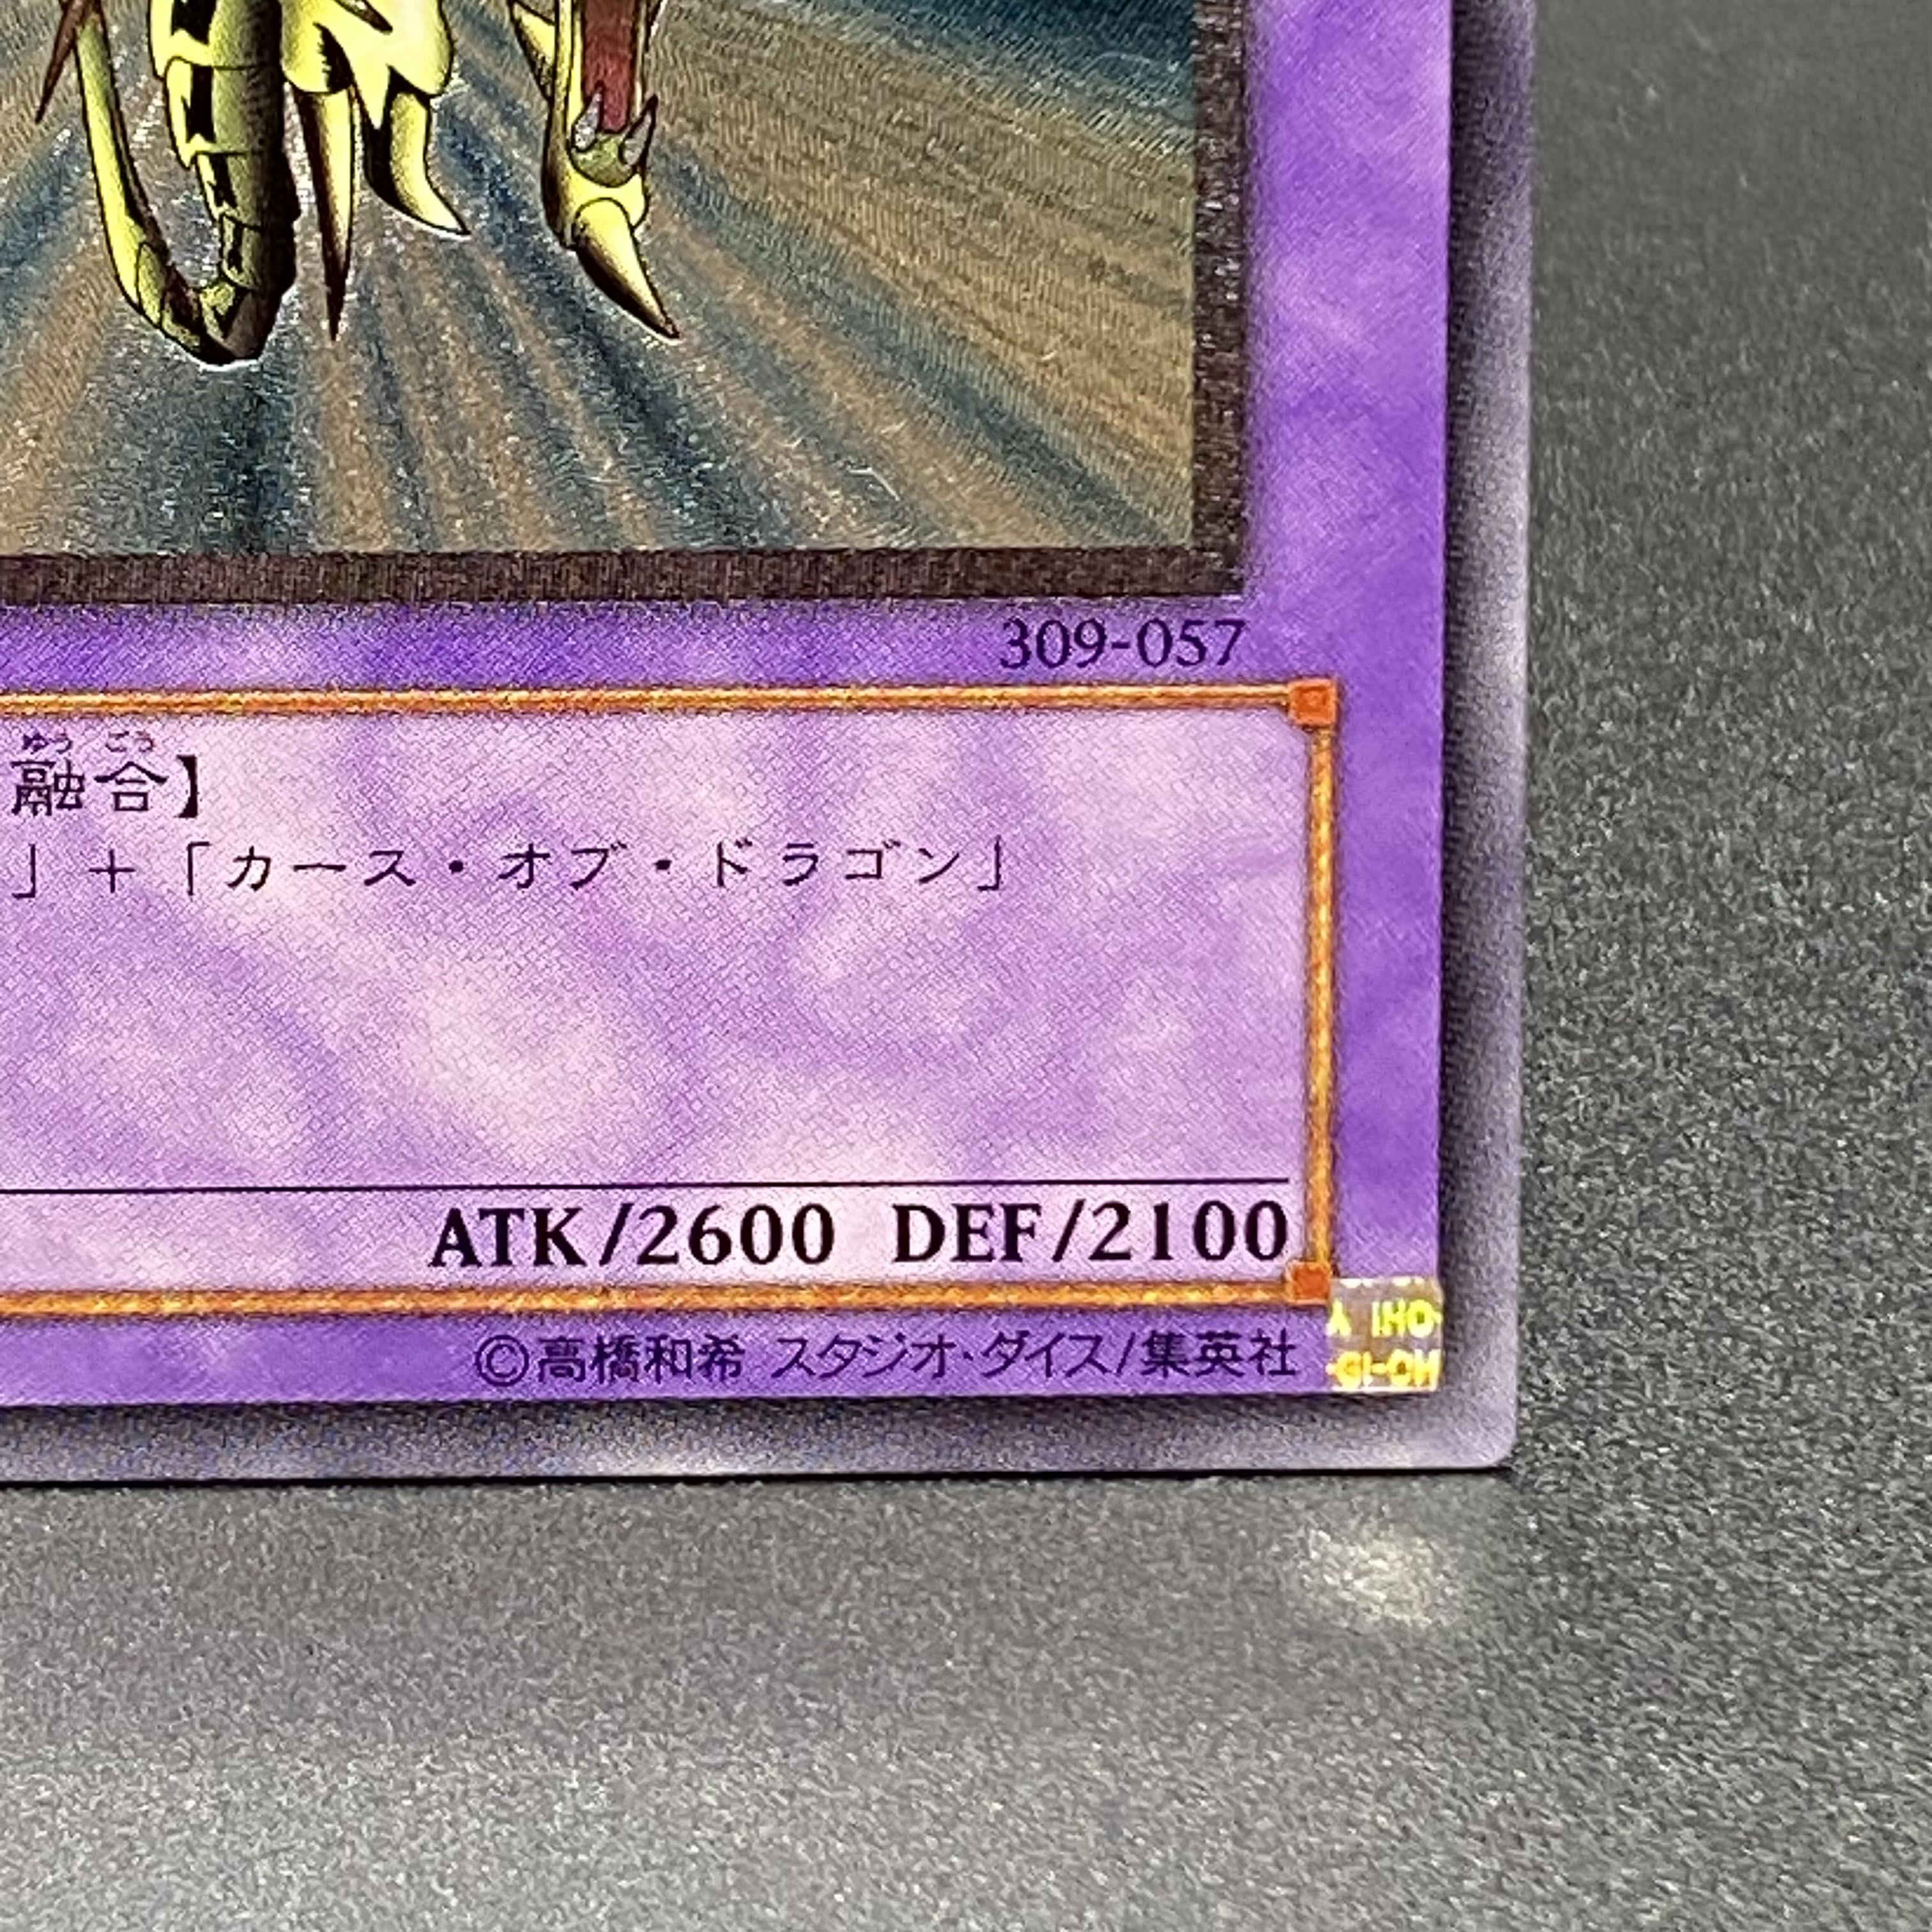 309-057
ゆう ごう
融合】
」+「カース・オブ・ドラゴン」
ATK/2600 DEF/2100
©高橋和希 スタジオ・ダイス/集英社